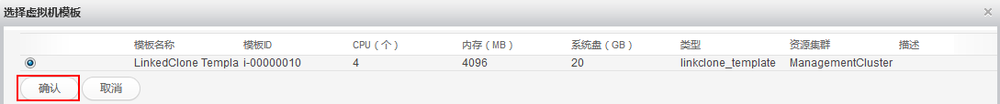 选择虚拟机模板
模板名称 模板ID CPU（个） 内存（MB） 系统盘（GB） 类型 资源集群 描述
LinkedClone Templa i-00000010 4 4096 20 linkclone_template ManagementCluster
确认 取消